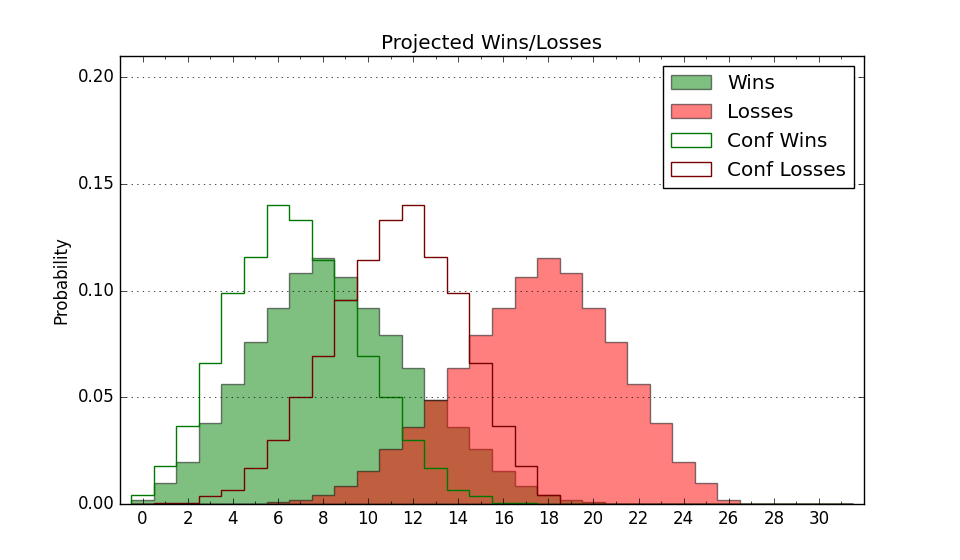 Projected Wins/Losses
Wins
Losses
Conf Wins
Conf Losses
Probability
0.20
0.15
0.10
0.05
0.00
0 2 4 6 8 10 12 14 16 18 20 22 24 26 28 30